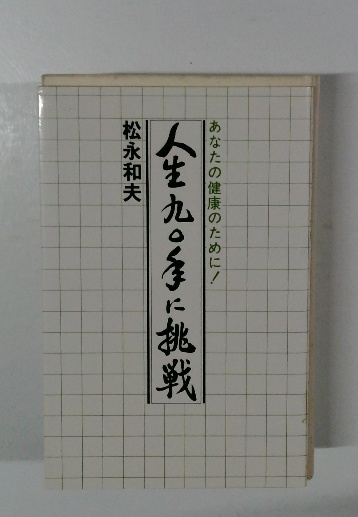 あなたの健康のために！
人生九〇年に挑戦
松永和夫